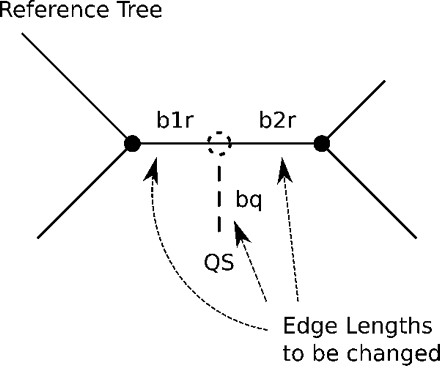 Reference Tree
b1r
b2r
bq
QS
Edge Lengths
to be changed